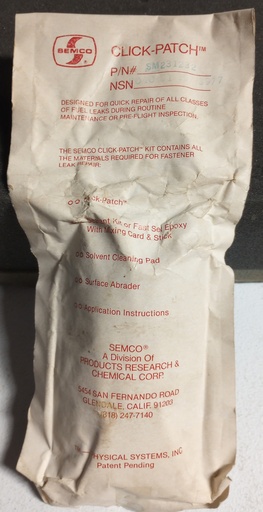 SEMCO
CLICK-PATCH™
P/N#
NSN
DESIGNED FOR QUICK REPAIR OF ALL CLASSES
OF FUEL LEAKS DURING ROUTINE
MAINTENANCE OR PRE-FLIGHT INSPECTION.
THE SEMCO CLICK-PATCH™ KIT CONTAINS ALL
THE MATERIALS REQUIRED FOR FASTENER
LEAK REPAIR.
-Patch®
Kit or Fast Set Epoxy
With Mixing Card & Stick
Solvent Cleaning Pad
Surface Abrader
Application Instructions
SEMCO®
A Division Of
PRODUCTS RESEARCH &
CHEMICAL CORP.
5454 SAN FERNANDO ROAD
GLENDALE, CALIF. 91203
(818) 247-7140
PHYSICAL SYSTEMS, INC
Patent Pending